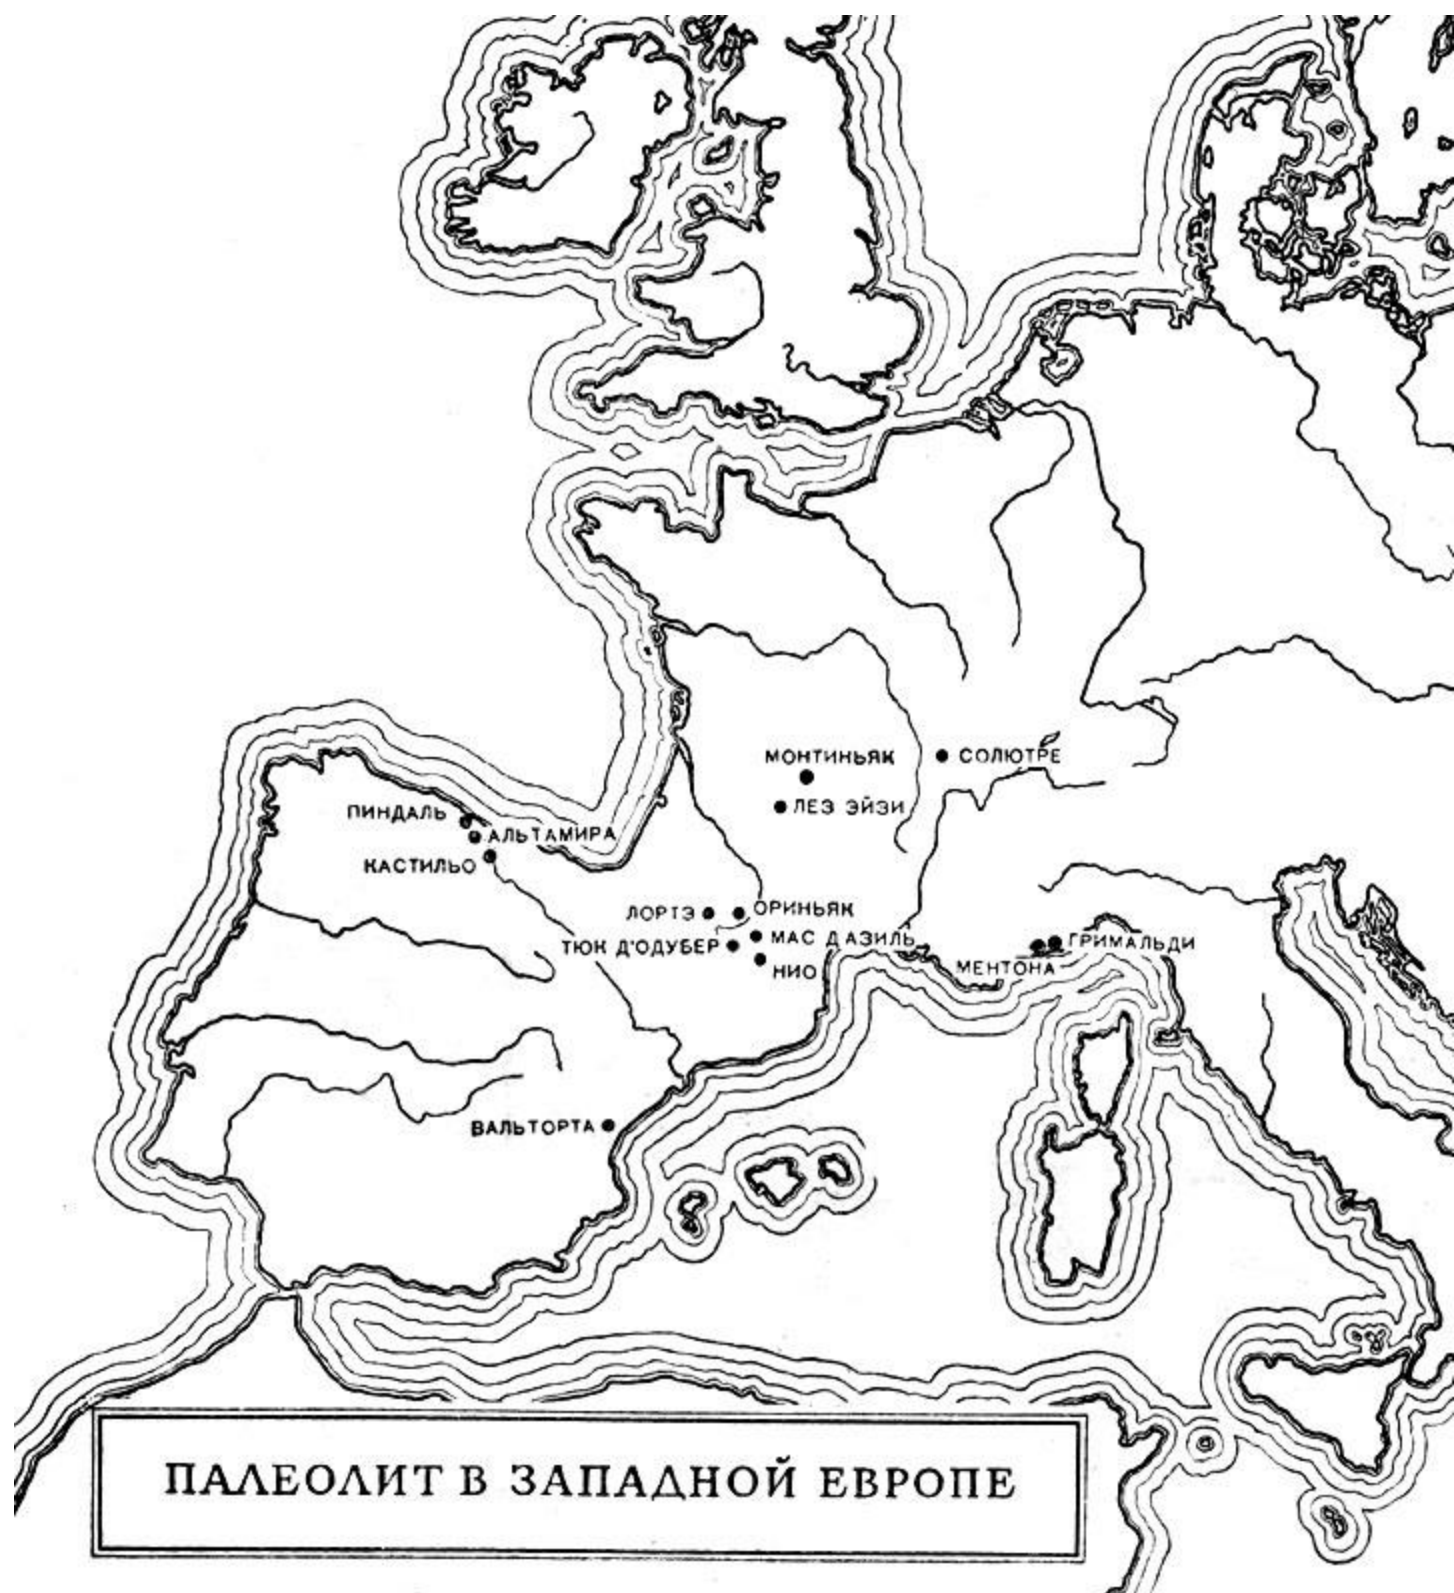 МОНТИНЬЯК
СОЛЮТРЕ
ЛЕЗ ЭЙЗИ
ПИНДАЛЬ
АЛЬТАМИРА
КАСТИЛЬО
ЛОРТЭ
ОРИНЬЯК
ТЮК Д'ОДУБЕР
МАС Д АЗИЛЬ
ГРИМАЛЬДИ
МЕНТОНА
НИО
ВАЛЬТОРТА
ПАЛЕОЛИТ В ЗАПАДНОЙ ЕВРОПЕ